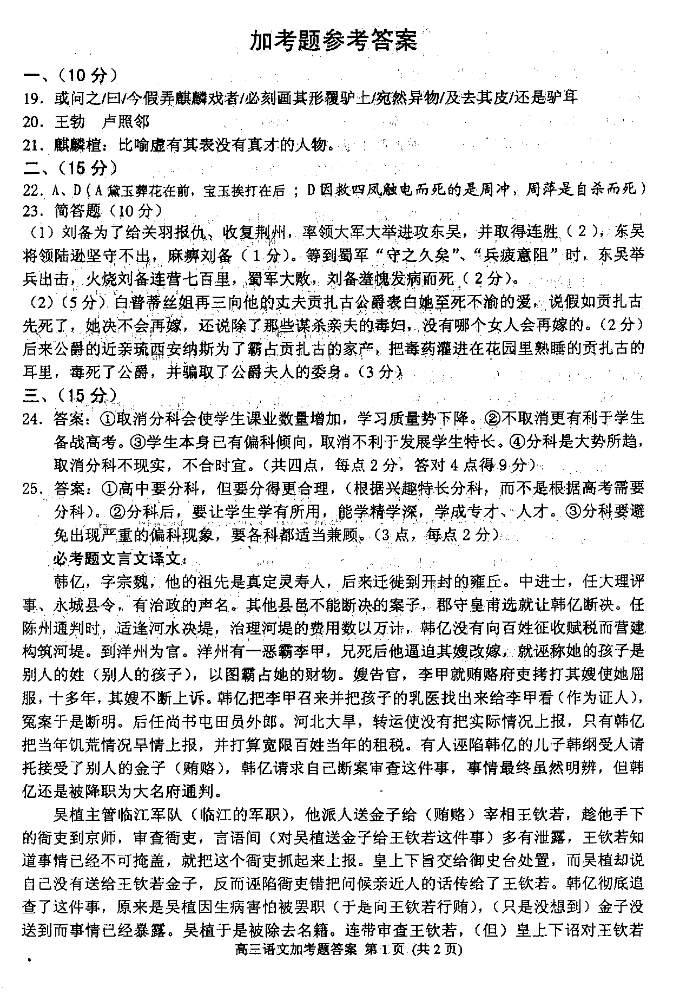 加考题参考答案
一、（10 分）
19．或问之/曰/今假弄麒麟戏者/必刻画其形覆驴上/宛然异物/及去其皮/还是驴耳
20．王勃　卢照邻
21．麒麟楦：比喻虚有其表没有真才的人物。
二、（15 分）
22．A、D（A 黛玉葬花在前，宝玉挨打在后 ；D 因救四凤触电而死的是周冲，周萍是自杀而死）
23．简答题（10 分）
（1）刘备为了给关羽报仇、收复荆州，率领大军大举进攻东吴，并取得连胜（ 2 ），东吴
将领陆逊坚守不出，麻痹刘备（ 1 分）。等到蜀军“守之久矣”、“兵疲意阻”时，东吴举
兵出击，火烧刘备连营七百里，蜀军大败，刘备羞愧发病而死（ 2 分）。
（2）（5 分）白普蒂丝姐再三向他的丈夫贡扎古公爵表白她至死不渝的爱，说假如贡扎古
先死了，她决不会再嫁，还说除了那些谋杀亲夫的毒妇，没有哪个女人会再嫁的。（2 分）
后来公爵的近亲琉西安纳斯为了霸占贡扎古的家产，把毒药灌进在花园里熟睡的贡扎古的
耳里，毒死了公爵，并骗取了公爵夫人的委身。（3 分）
三、（15 分）
24．答案：①取消分科会使学生课业数量增加，学习质量势下降。②不取消更有利于学生
备战高考。③学生本身已有偏科倾向，取消不利于发展学生特长。④分科是大势所趋，
取消分科不现实，不合时宜。（共四点，每点 2 分，答对 4 点得 9 分）
25．答案：①高中要分科，但要分得更合理，（根据兴趣特长分科，而不是根据高考需要
分科）。②分科后，要让学生学有所用，能学精学深，学成专才、人才。③分科要避
免出现严重的偏科现象，要各科都适当兼顾。（3 点，每点 2 分）
必考题文言文译文：
韩亿，字宗魏，他的祖先是真定灵寿人，后来迁徙到开封的雍丘。中进士，任大理评
事、永城县令，有治政的声名。其他县邑不能断决的案子，郡守皇甫选就让韩亿断决。任
陈州通判时，适逢河水决堤，治理河堤的费用数以万计，韩亿没有向百姓征收赋税而营建
构筑河堤。到洋州为官。洋州有一恶霸李甲，兄死后他逼迫其嫂改嫁，就诬称她的孩子是
别人的姓（别人的孩子），以图霸占她的财物。嫂告官，李甲就贿赂府吏拷打其嫂使她屈
服，十多年，其嫂不断上诉。韩亿把李甲召来并把孩子的乳医找出来给李甲看（作为证人），
冤案于是断明。后任尚书屯田员外郎。河北大旱，转运使没有把实际情况上报，只有韩亿
把当年饥荒情况旱情上报，并打算宽限百姓当年的租税。有人诬陷韩亿的儿子韩纲受人请
托接受了别人的金子（贿赂），韩亿请求自己断案审查这件事，事情最终虽然明辨，但韩
亿还是被降职为大名府通判。
吴植主管临江军队（临江的军职），他派人送金子给（贿赂）宰相王钦若，趁他手下
的衙吏到京师，审查衙吏，言语间（对吴植送金子给王钦若这件事）多有泄露，王钦若知
道事情已经不可掩盖，就把这个衙吏抓起来上报。皇上下旨交给御史台处置，而吴植却说
自己没有送给王钦若金子，反而诬陷衙吏错把问候亲近人的话传给了王钦若。韩亿彻底追
查了这件事，原来是吴植因生病害怕被罢职（于是向王钦若行贿），（只是没想到）金子没
送到而事情已经暴露。吴植于是被除去名籍。连带审查王钦若，（但）皇上下诏对王钦若
高三语文加考题答案 第 1 页 (共 2 页)